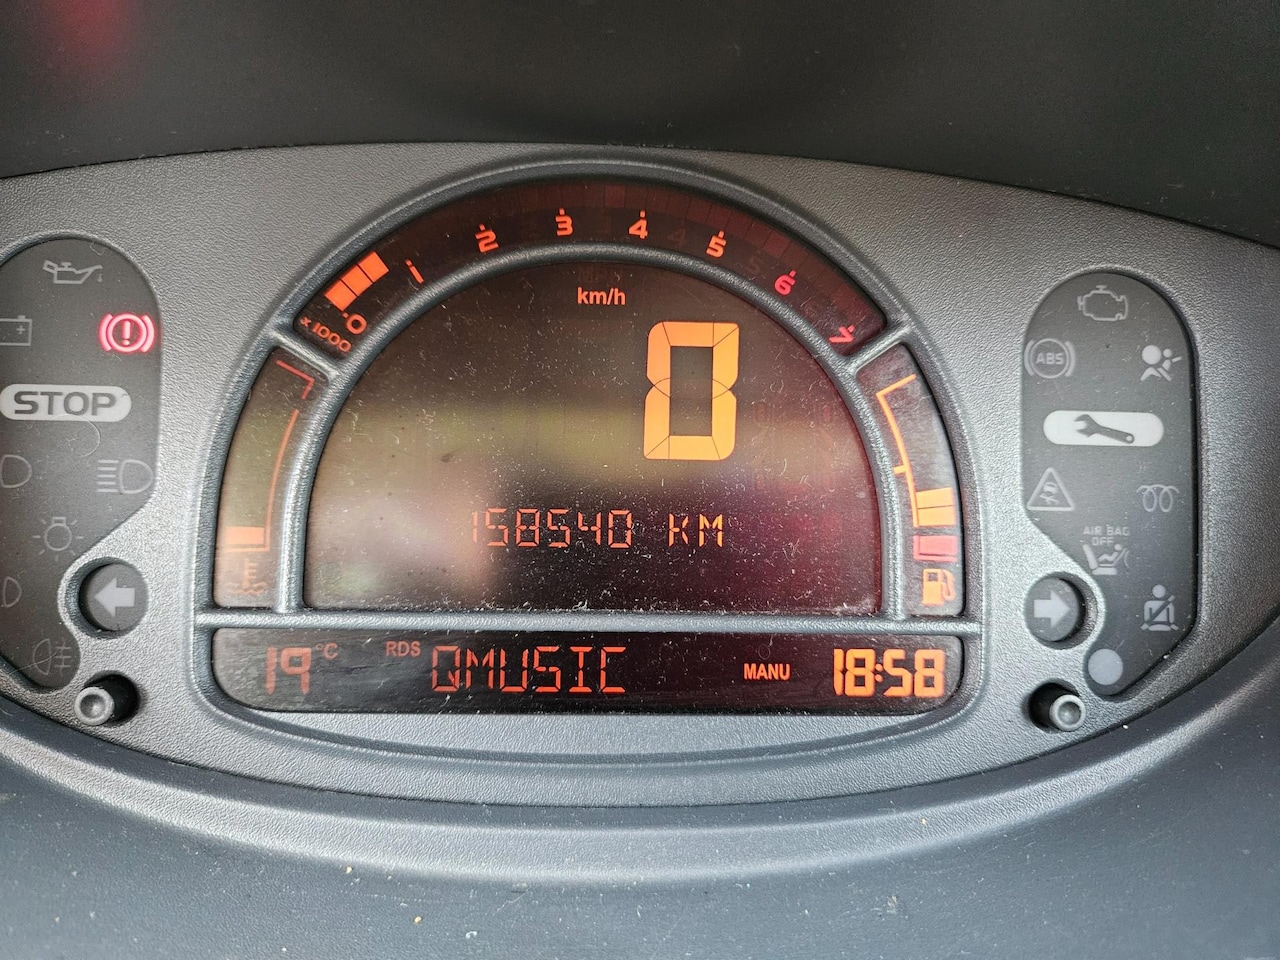 1 2 3 4 5 6 7
0
x1000
km/h
0
STOP
ABS
158540 KM
AIR BAG
OFF
19 °C RDS QMUSIC MANU 18:58